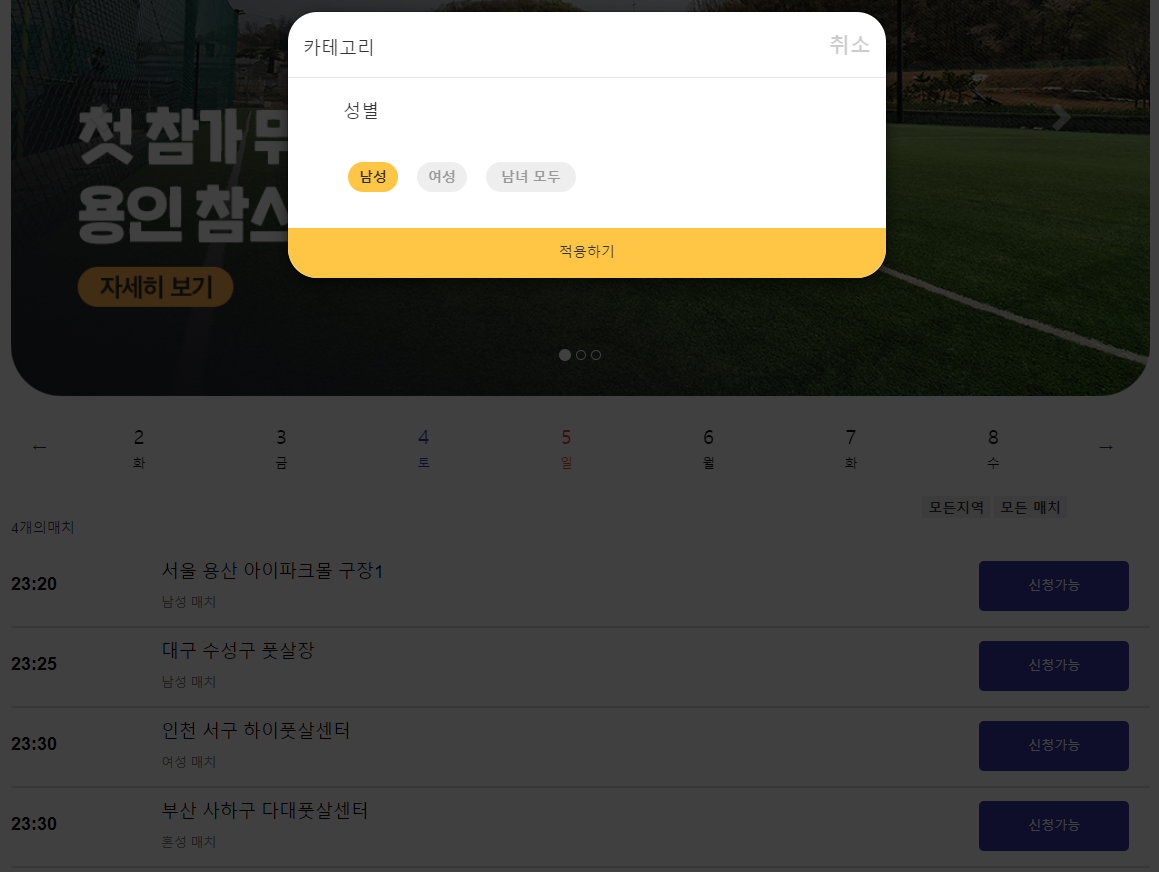 카테고리
취소
성별
남성
여성
남녀 모두
적용하기
첫 참가 무
용인 참
자세히 보기
←
2
화
3
금
4
토
5
일
6
월
7
화
8
수
→
모든지역
모든 매치
4개의매치
23:20
서울 용산 아이파크몰 구장1
남성 매치
신청가능
23:25
대구 수성구 풋살장
남성 매치
신청가능
23:30
인천 서구 하이풋살센터
여성 매치
신청가능
23:30
부산 사하구 다대풋살센터
혼성 매치
신청가능